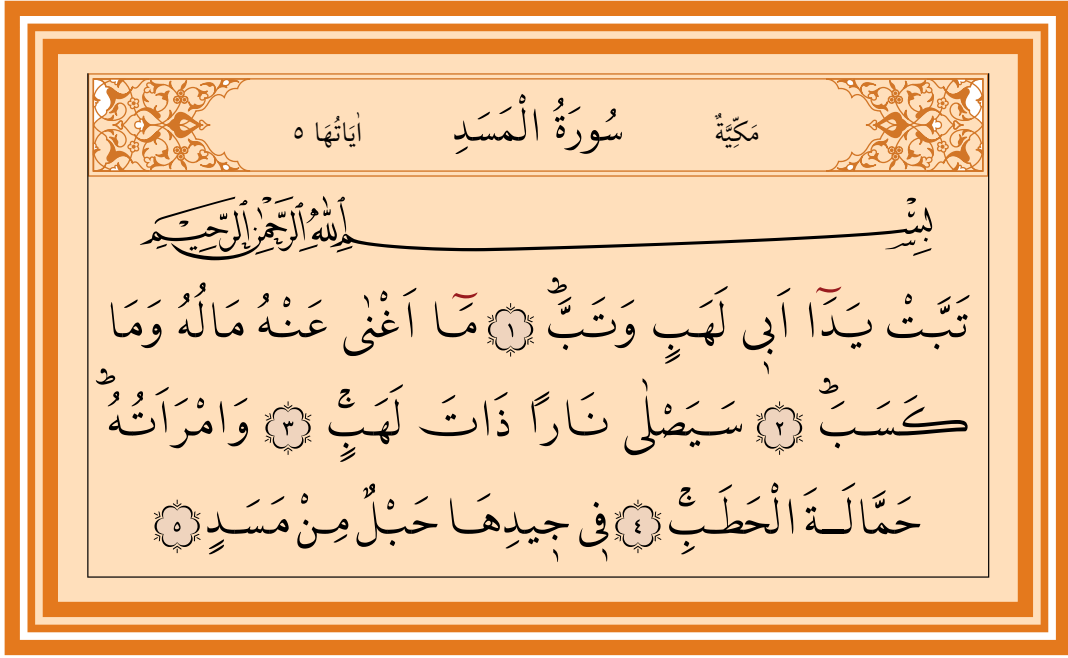 مَكِّيَّةٌ سُورَةُ الْمَسَدِ اٰيَاتُهَا ٥
بِسْمِ اللّٰهِ الرَّحْمٰنِ الرَّحِيمِ
تَبَّتْ يَدَٓا اَبٖي لَهَبٍ وَتَبَّۜ ١ مَٓا اَغْنٰى عَنْهُ مَالُهُ وَمَا
كَسَبَۜ ٢ سَيَصْلٰى نَارًا ذَاتَ لَهَبٍۚ ٣ وَامْرَاَتُهُۜ
حَمَّالَةَ الْحَطَبِۚ ٤ فٖي جٖيدِهَا حَبْلٌ مِنْ مَسَدٍ ٥